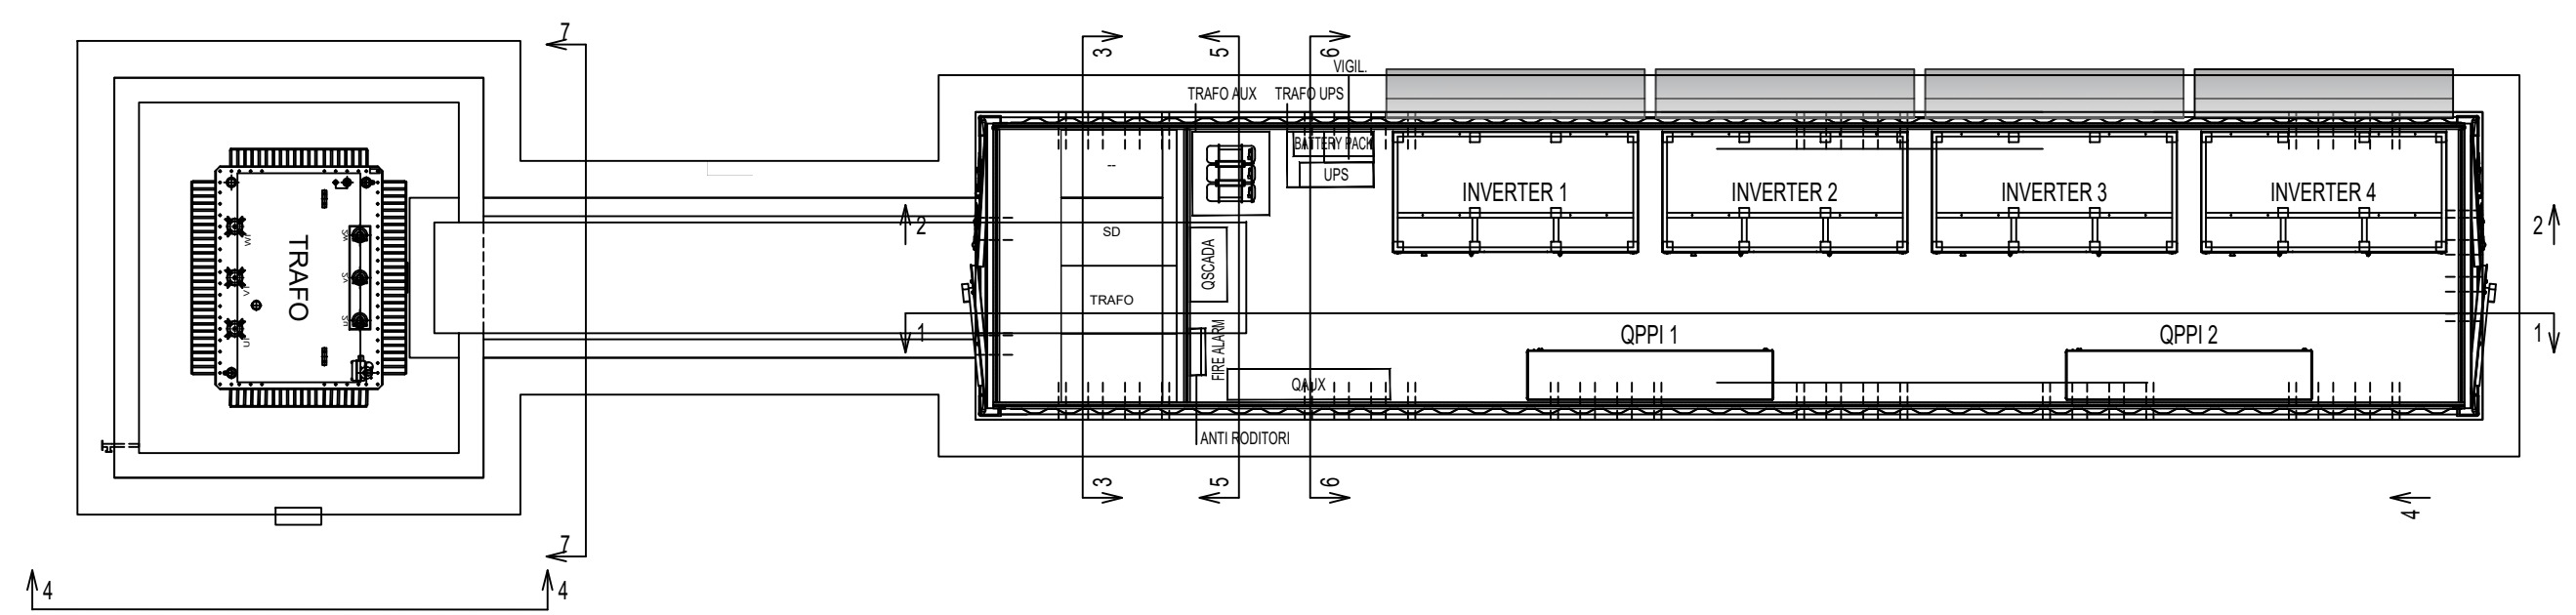 7
3
5
6
VIGIL.
TRAFO AUX
TRAFO UPS
BATTERY PACK
UPS
--
SD
TRAFO
QSCADA
FIRE ALARM
QAUX
ANTI RODITORI
INVERTER 1
INVERTER 2
INVERTER 3
INVERTER 4
QPPI 1
QPPI 2
TRAFO
2
2
1
1
3
5
6
4
7
4
4